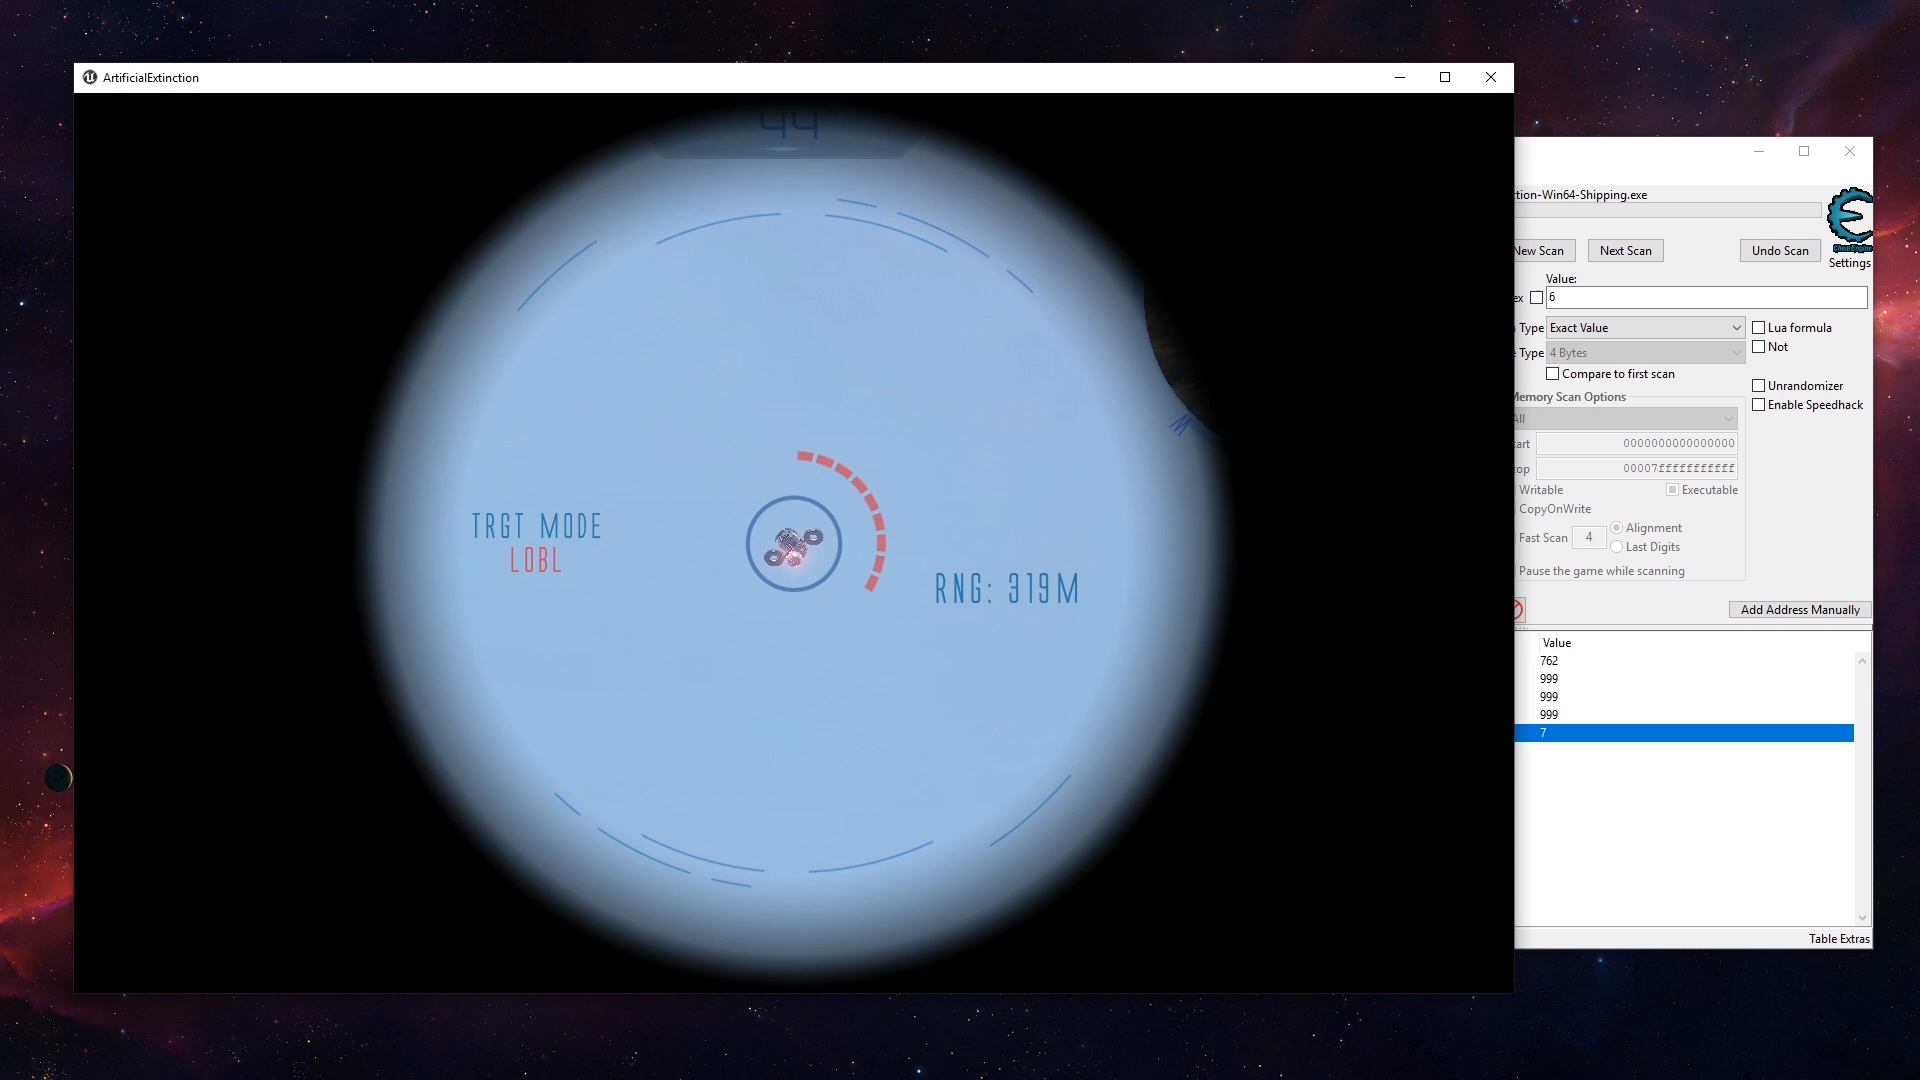 ArtificialExtinction
44
TRGT MODE
LOBL
RNG: 319M
tion-Win64-Shipping.exe
New Scan
Next Scan
Undo Scan
Settings
Value:
6
Type
Exact Value
Lua formula
Type
4 Bytes
Not
Compare to first scan
Unrandomizer
Memory Scan Options
Enable Speedhack
All
0000000000000000
00007fffffffffff
Writable
Executable
CopyOnWrite
Fast Scan
4
Alignment
Last Digits
Pause the game while scanning
Add Address Manually
Value
762
999
999
999
7
Table Extras